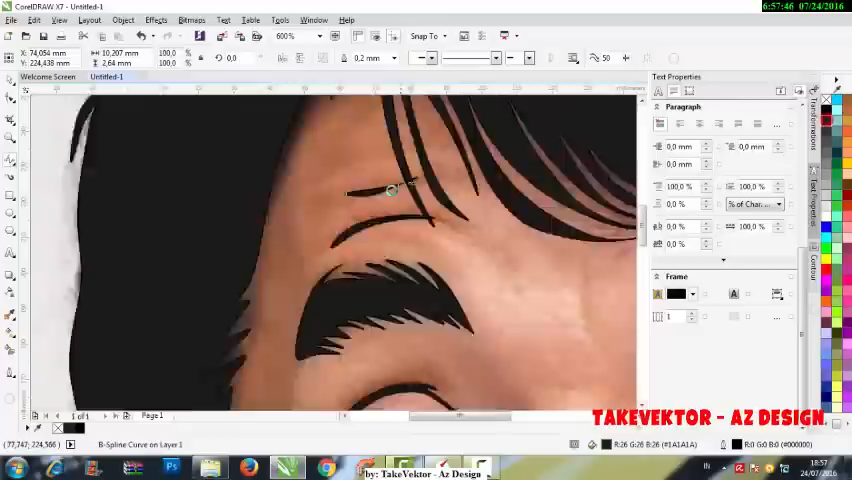 CorelDRAW X7 - Untitled-1
6:57:46 07/24/2016
File Edit View Layout Object Effects Bitmaps Text Table Tools Window Help
600% Snap To
X: 74,054 mm 10,207 mm 100,0 % 0,0 0,2 mm 50
Y: 224,438 mm 2,64 mm 100,0 %
Welcome Screen Untitled-1
Text Properties
Paragraph
0,0 mm 0,0 mm
0,0 mm
100,0 % 100,0 %
0,0 % % of Char...
0,0 % 100,0 %
0,0 %
Frame
1
Transformations
Text Properties
Contour
1 of 1 Page 1
TAKEVEKTOR - AZ DESIGN
(77,747; 224,566) B-Spline Curve on Layer 1 R:26 G:26 B:26 (#1A1A1A) R:0 G:0 B:0 (#000000)
IN 18:57
24/07/2016
by: TakeVektor - Az Design